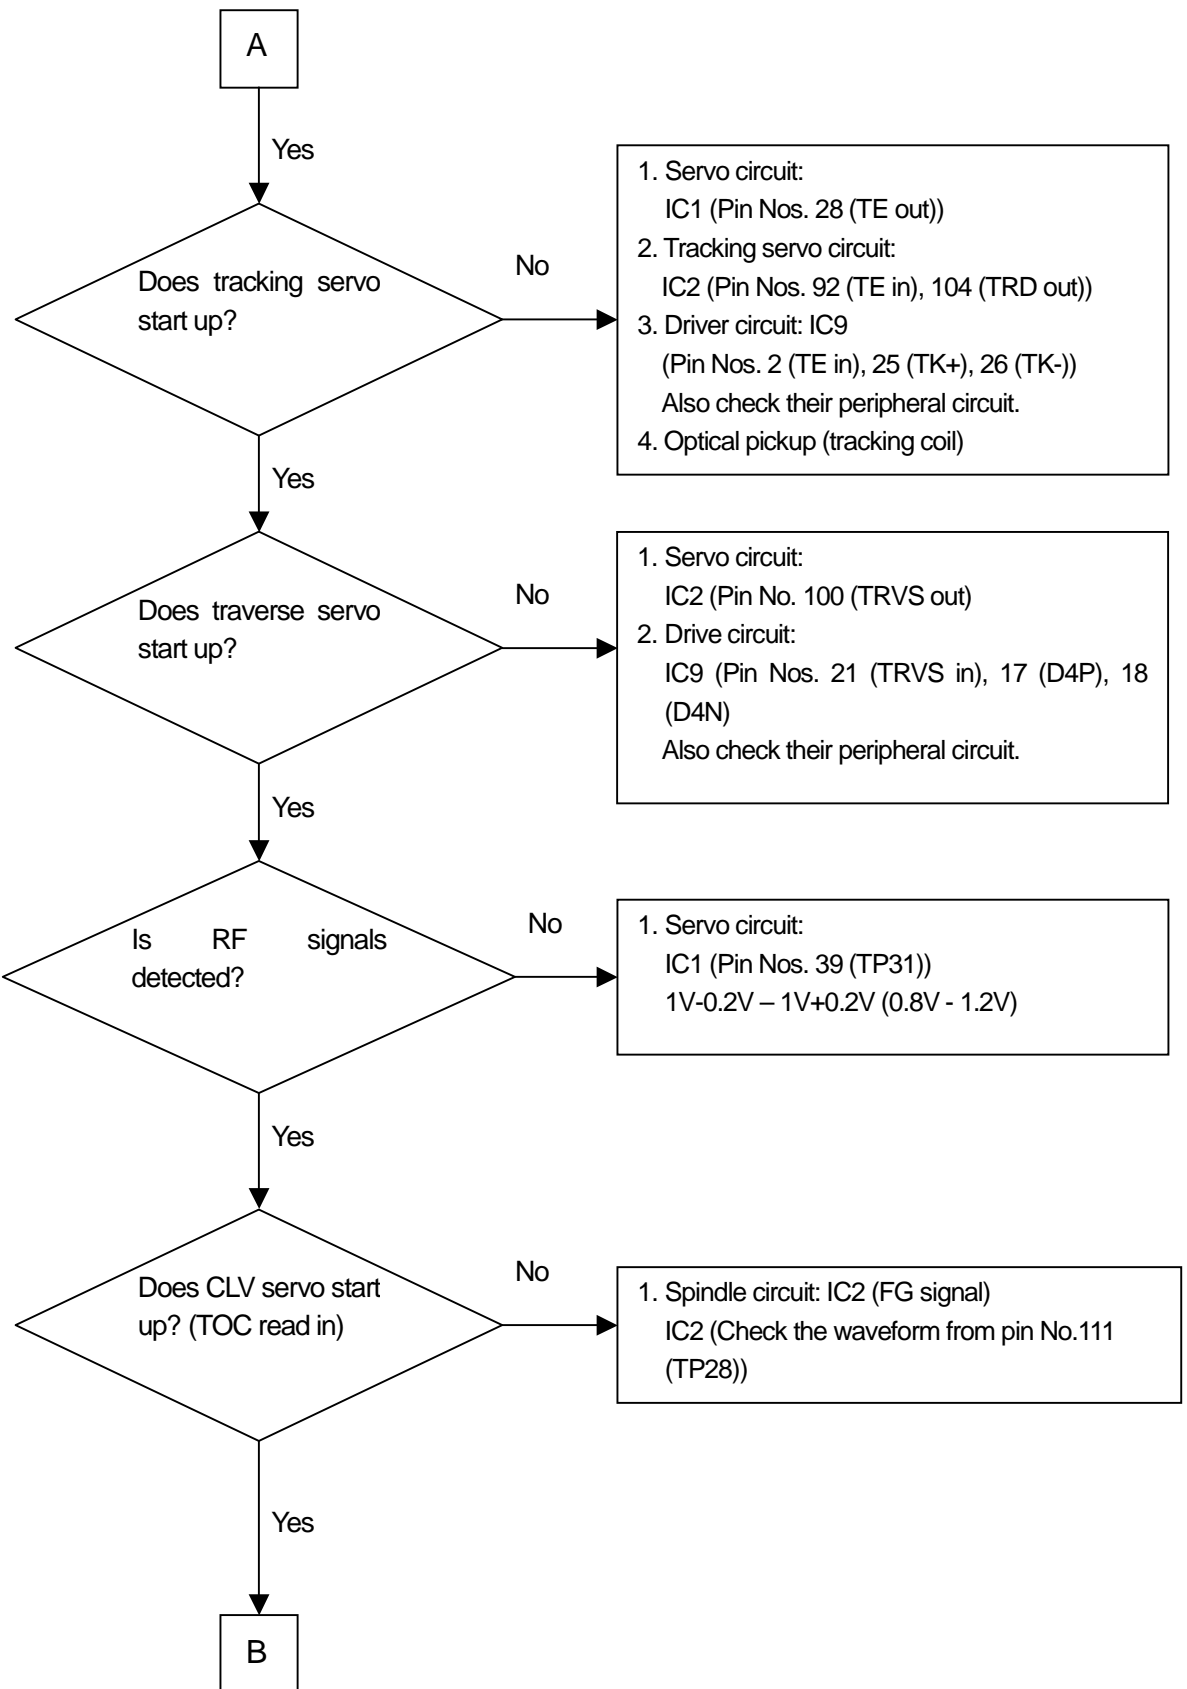 A
Yes
Does tracking servo
start up?
No
1. Servo circuit:
IC1 (Pin Nos. 28 (TE out))
2. Tracking servo circuit:
IC2 (Pin Nos. 92 (TE in), 104 (TRD out))
3. Driver circuit: IC9
(Pin Nos. 2 (TE in), 25 (TK+), 26 (TK-))
Also check their peripheral circuit.
4. Optical pickup (tracking coil)
Yes
Does traverse servo
start up?
No
1. Servo circuit:
IC2 (Pin No. 100 (TRVS out)
2. Drive circuit:
IC9 (Pin Nos. 21 (TRVS in), 17 (D4P), 18
(D4N)
Also check their peripheral circuit.
Yes
Is RF signals
detected?
No
1. Servo circuit:
IC1 (Pin Nos. 39 (TP31))
1V-0.2V – 1V+0.2V (0.8V - 1.2V)
Yes
Does CLV servo start
up? (TOC read in)
No
1. Spindle circuit: IC2 (FG signal)
IC2 (Check the waveform from pin No.111
(TP28))
Yes
B